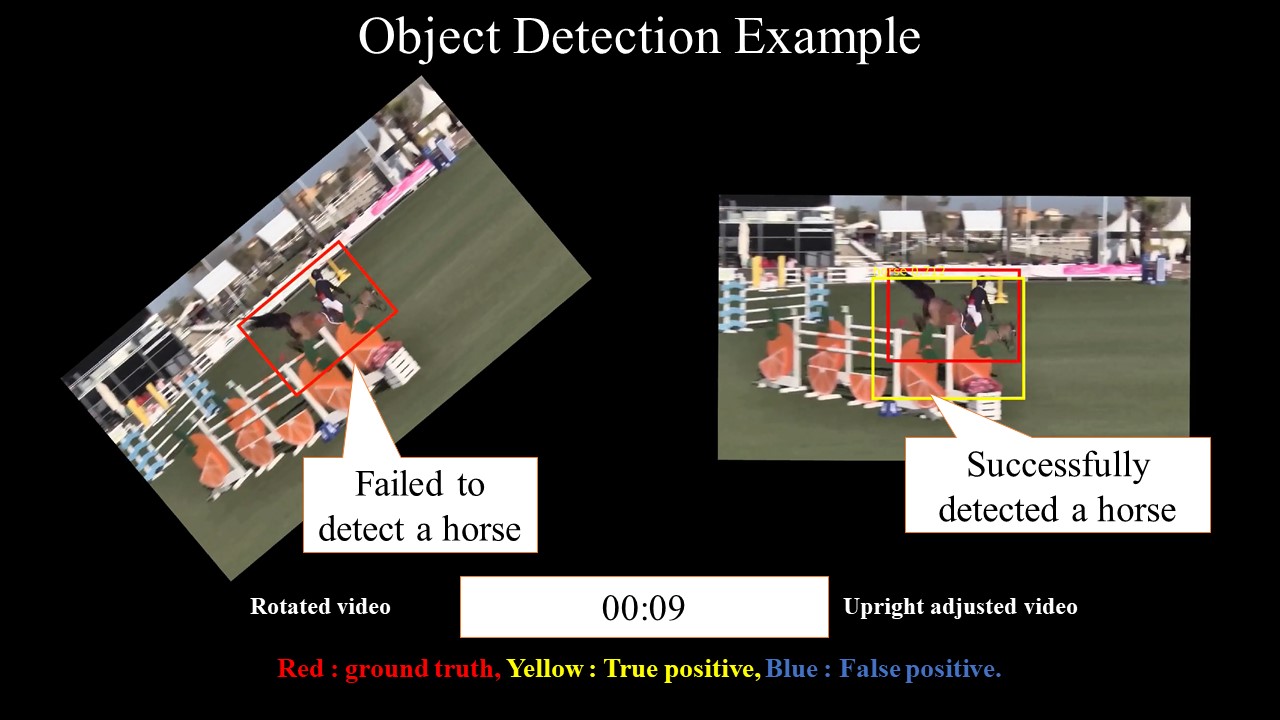 Object Detection Example
Failed to
detect a horse
Successfully
detected a horse
Rotated video
00:09
Upright adjusted video
Red : ground truth, Yellow : True positive, Blue : False positive.